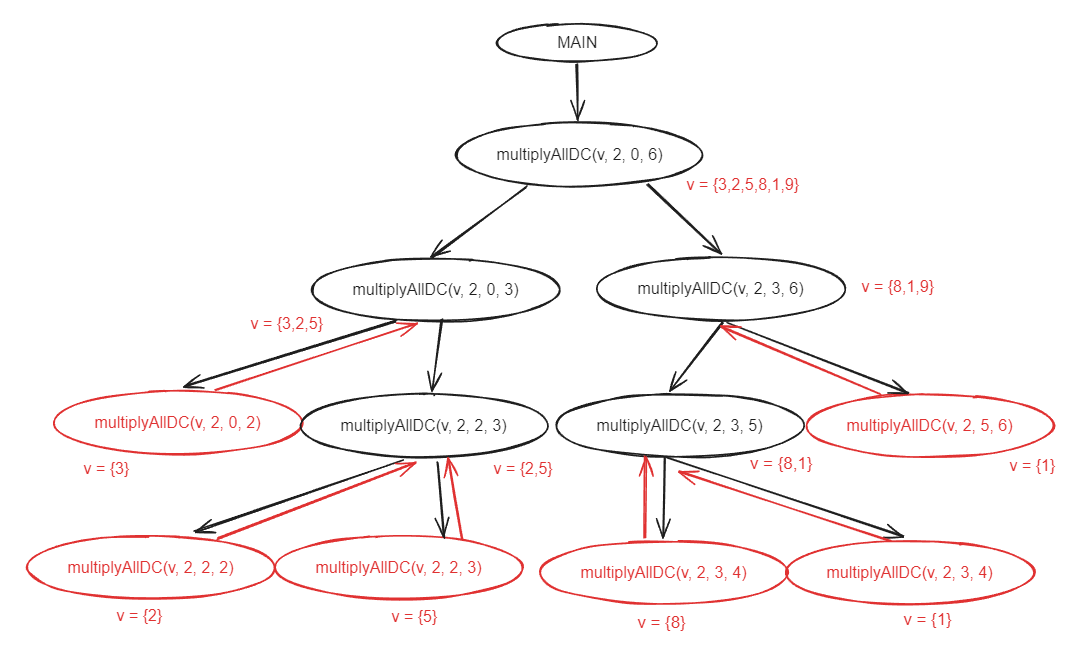 MAIN
multiplyAllDC(v, 2, 0, 6)
v = {3,2,5,8,1,9}
multiplyAllDC(v, 2, 0, 3)
multiplyAllDC(v, 2, 3, 6)
v = {8,1,9}
v = {3,2,5}
multiplyAllDC(v, 2, 0, 2)
multiplyAllDC(v, 2, 2, 3)
multiplyAllDC(v, 2, 3, 5)
multiplyAllDC(v, 2, 5, 6)
v = {3}
v = {2,5}
v = {8,1}
v = {1}
multiplyAllDC(v, 2, 2, 2)
multiplyAllDC(v, 2, 2, 3)
multiplyAllDC(v, 2, 3, 4)
multiplyAllDC(v, 2, 3, 4)
v = {2}
v = {5}
v = {8}
v = {1}